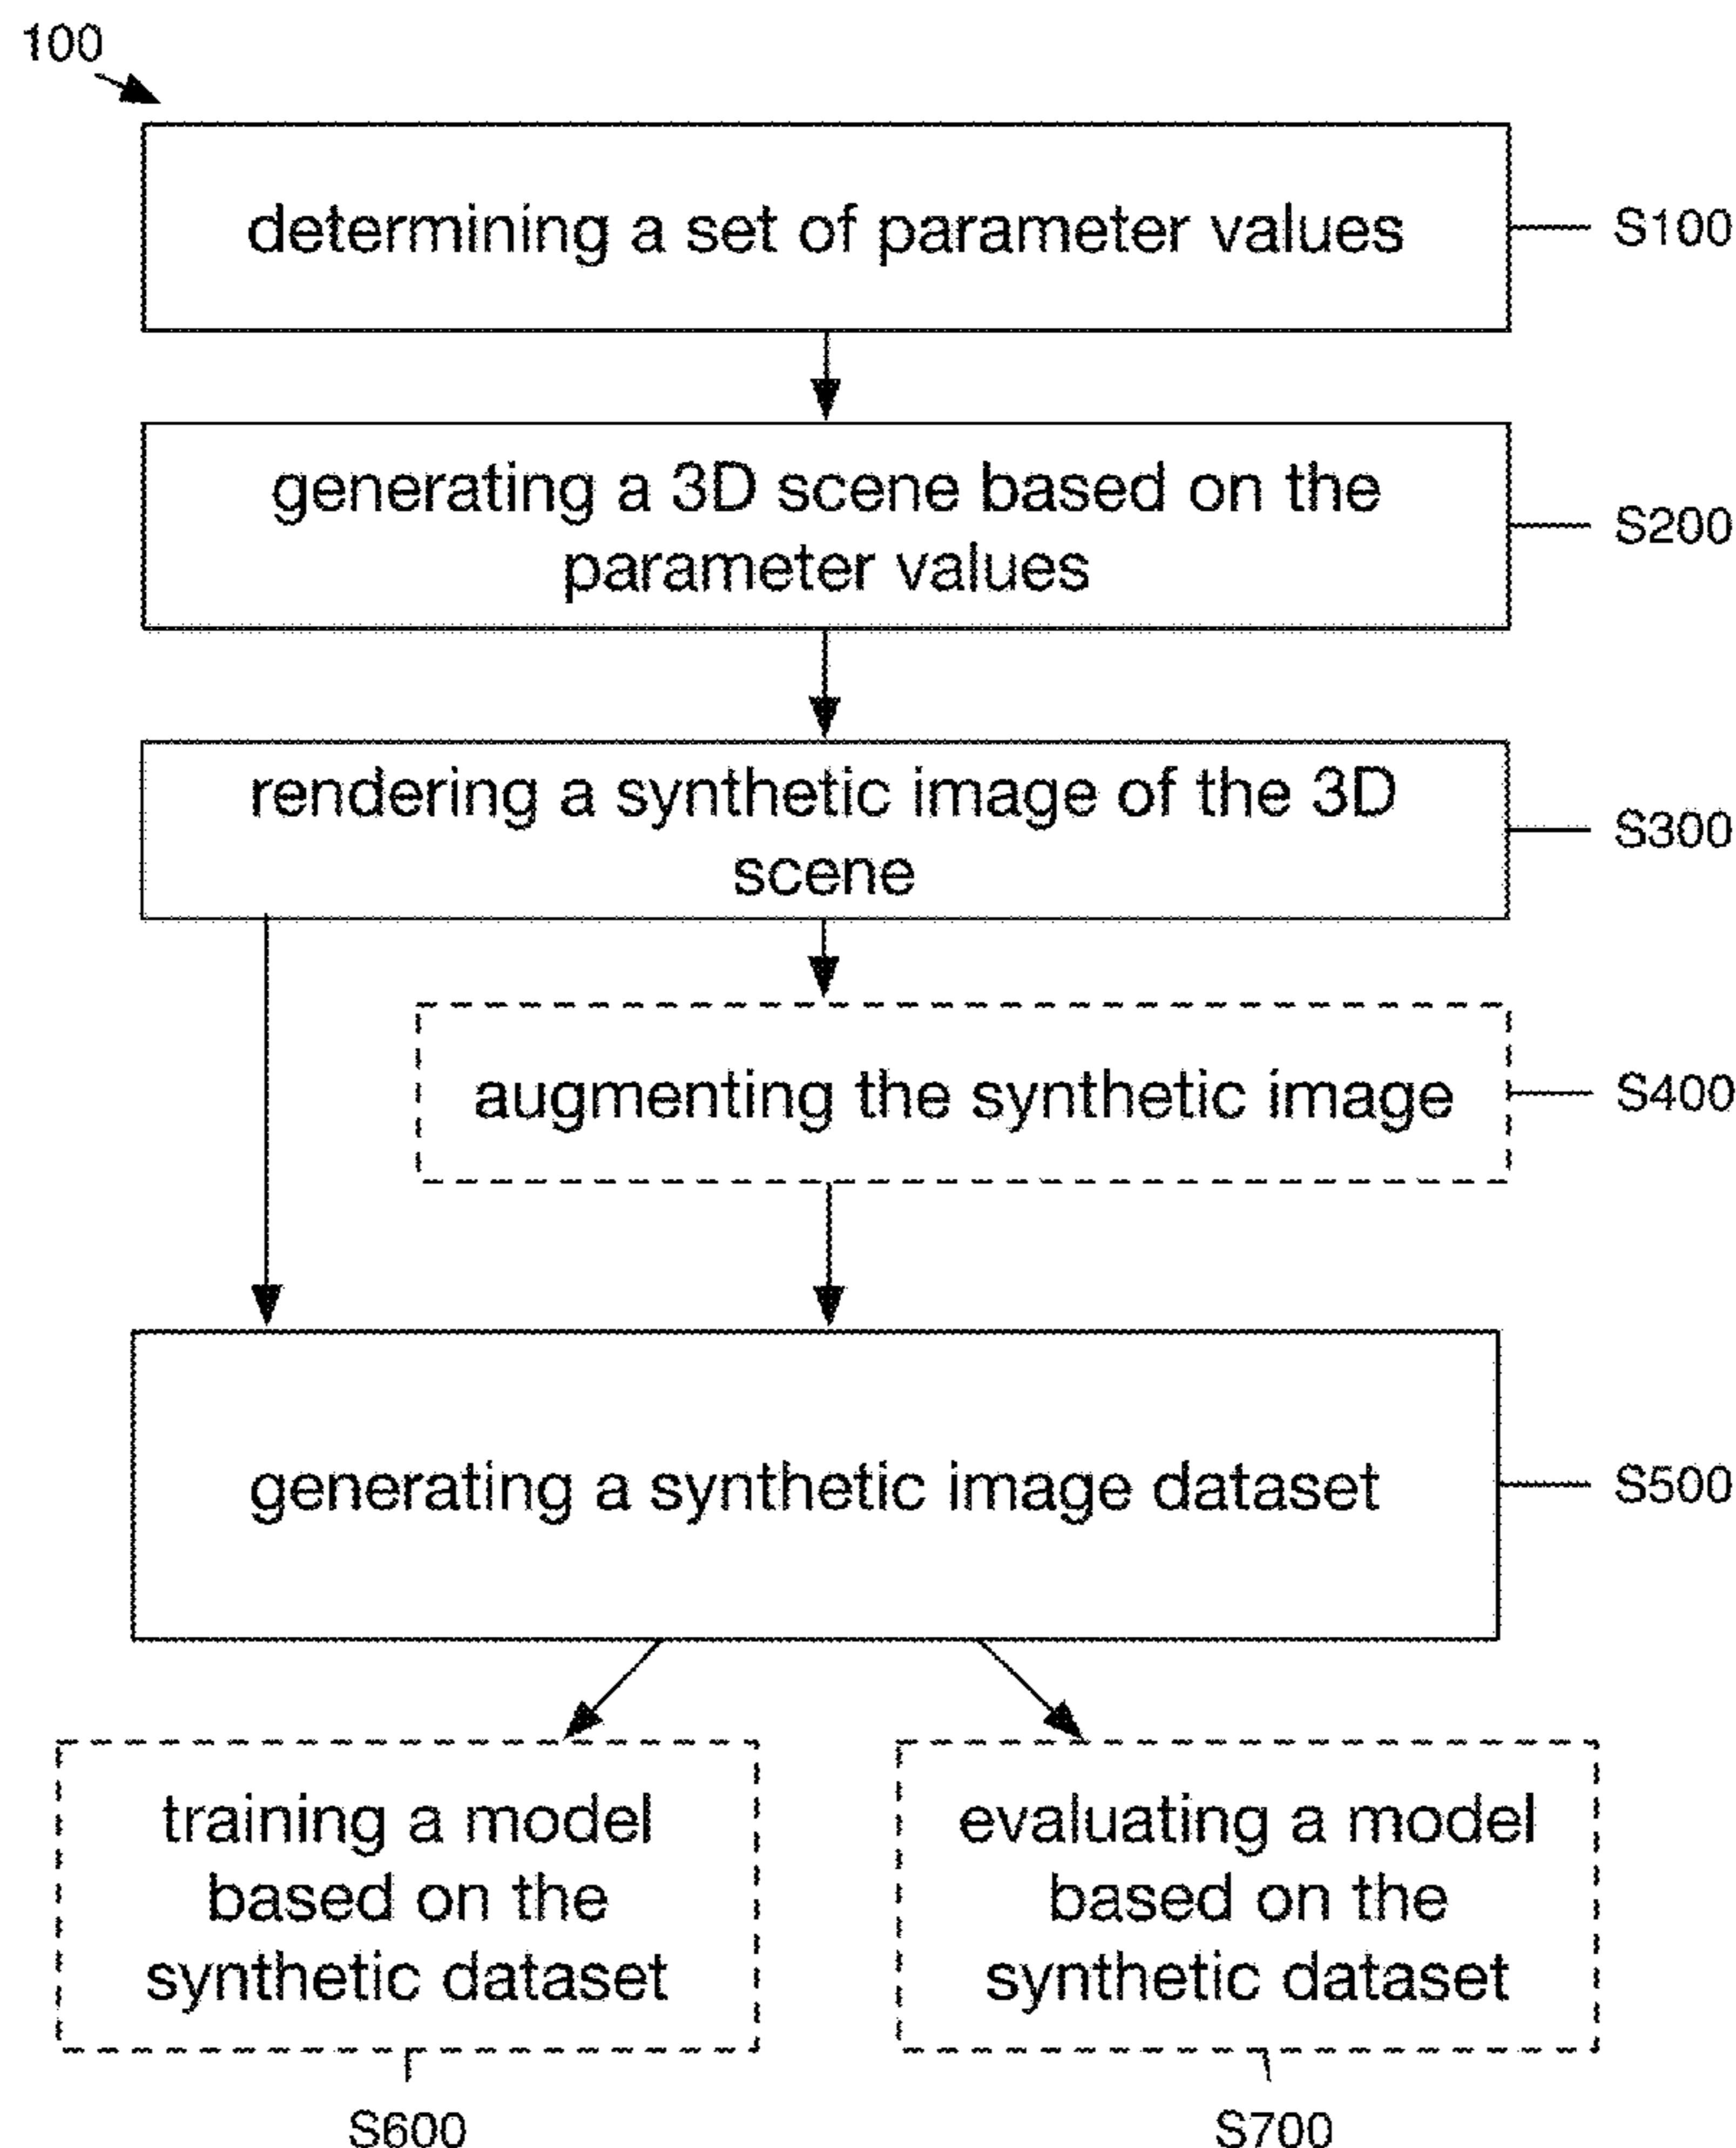 100
determining a set of parameter values
S100
generating a 3D scene based on the
parameter values
S200
rendering a synthetic image of the 3D
scene
S300
augmenting the synthetic image
S400
generating a synthetic image dataset
S500
training a model
based on the
synthetic dataset
S600
evaluating a model
based on the
synthetic dataset
S700